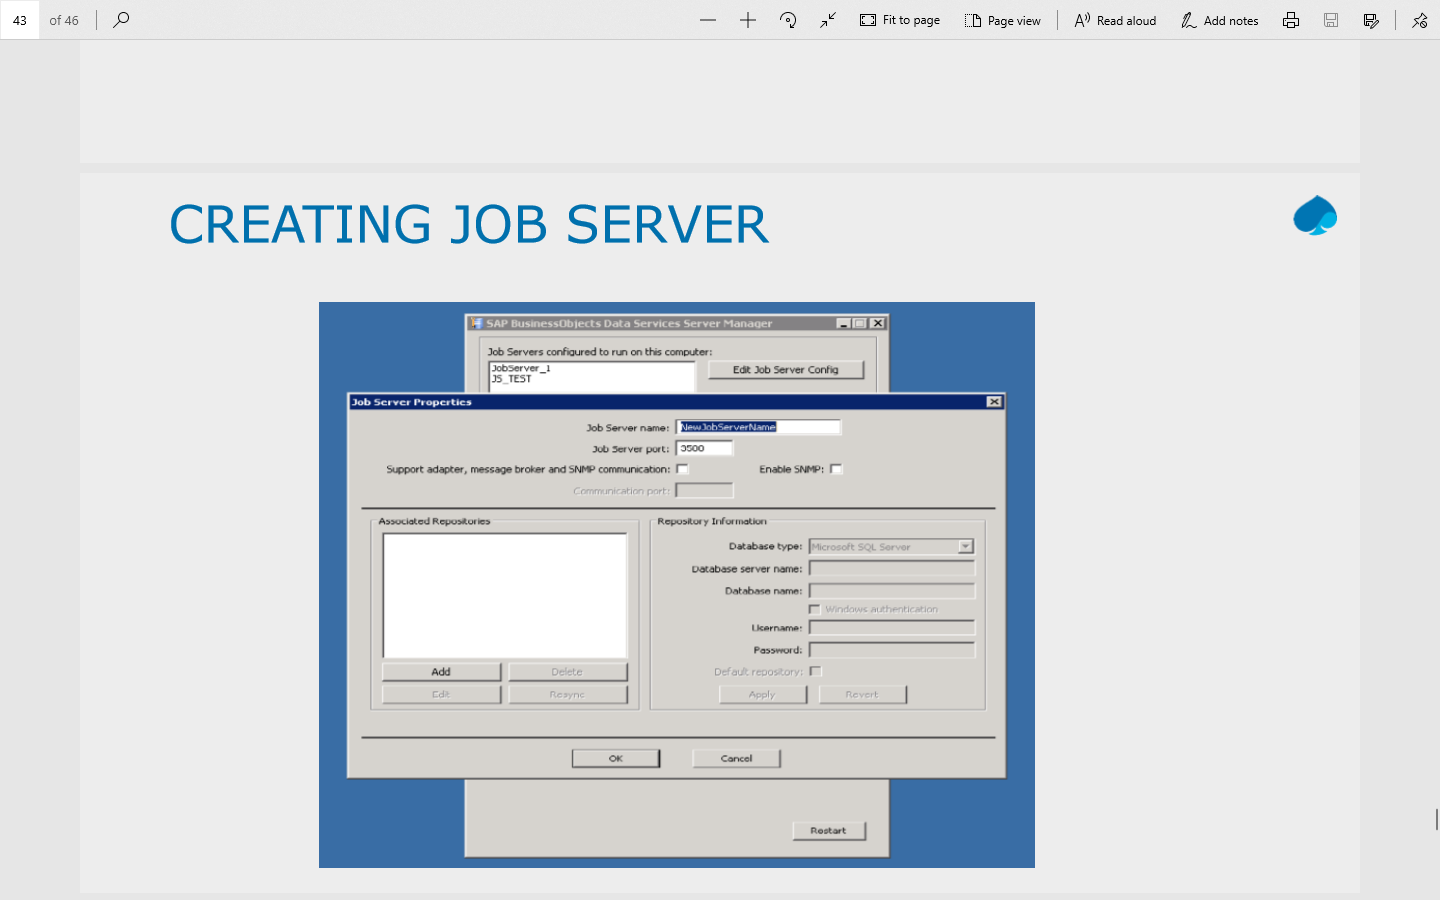 43 of 46 Fit to page Page view Read aloud Add notes
CREATING JOB SERVER
SAP BusinessObjects Data Services Server Manager
Job Servers configured to run on this computer:
JobServer_1
JS_TEST
Edit Job Server Config
Job Server Properties
Job Server name: NewJobServerName
Job Server port: 3500
Support adapter, message broker and SNMP communication: Enable SNMP:
Communication port:
Associated Repositories
Add Delete
Edit Resync
Repository Information
Database type: Microsoft SQL Server
Database server name:
Database name:
Windows authentication
Username:
Password:
Default repository:
Apply Revert
OK Cancel
Restart